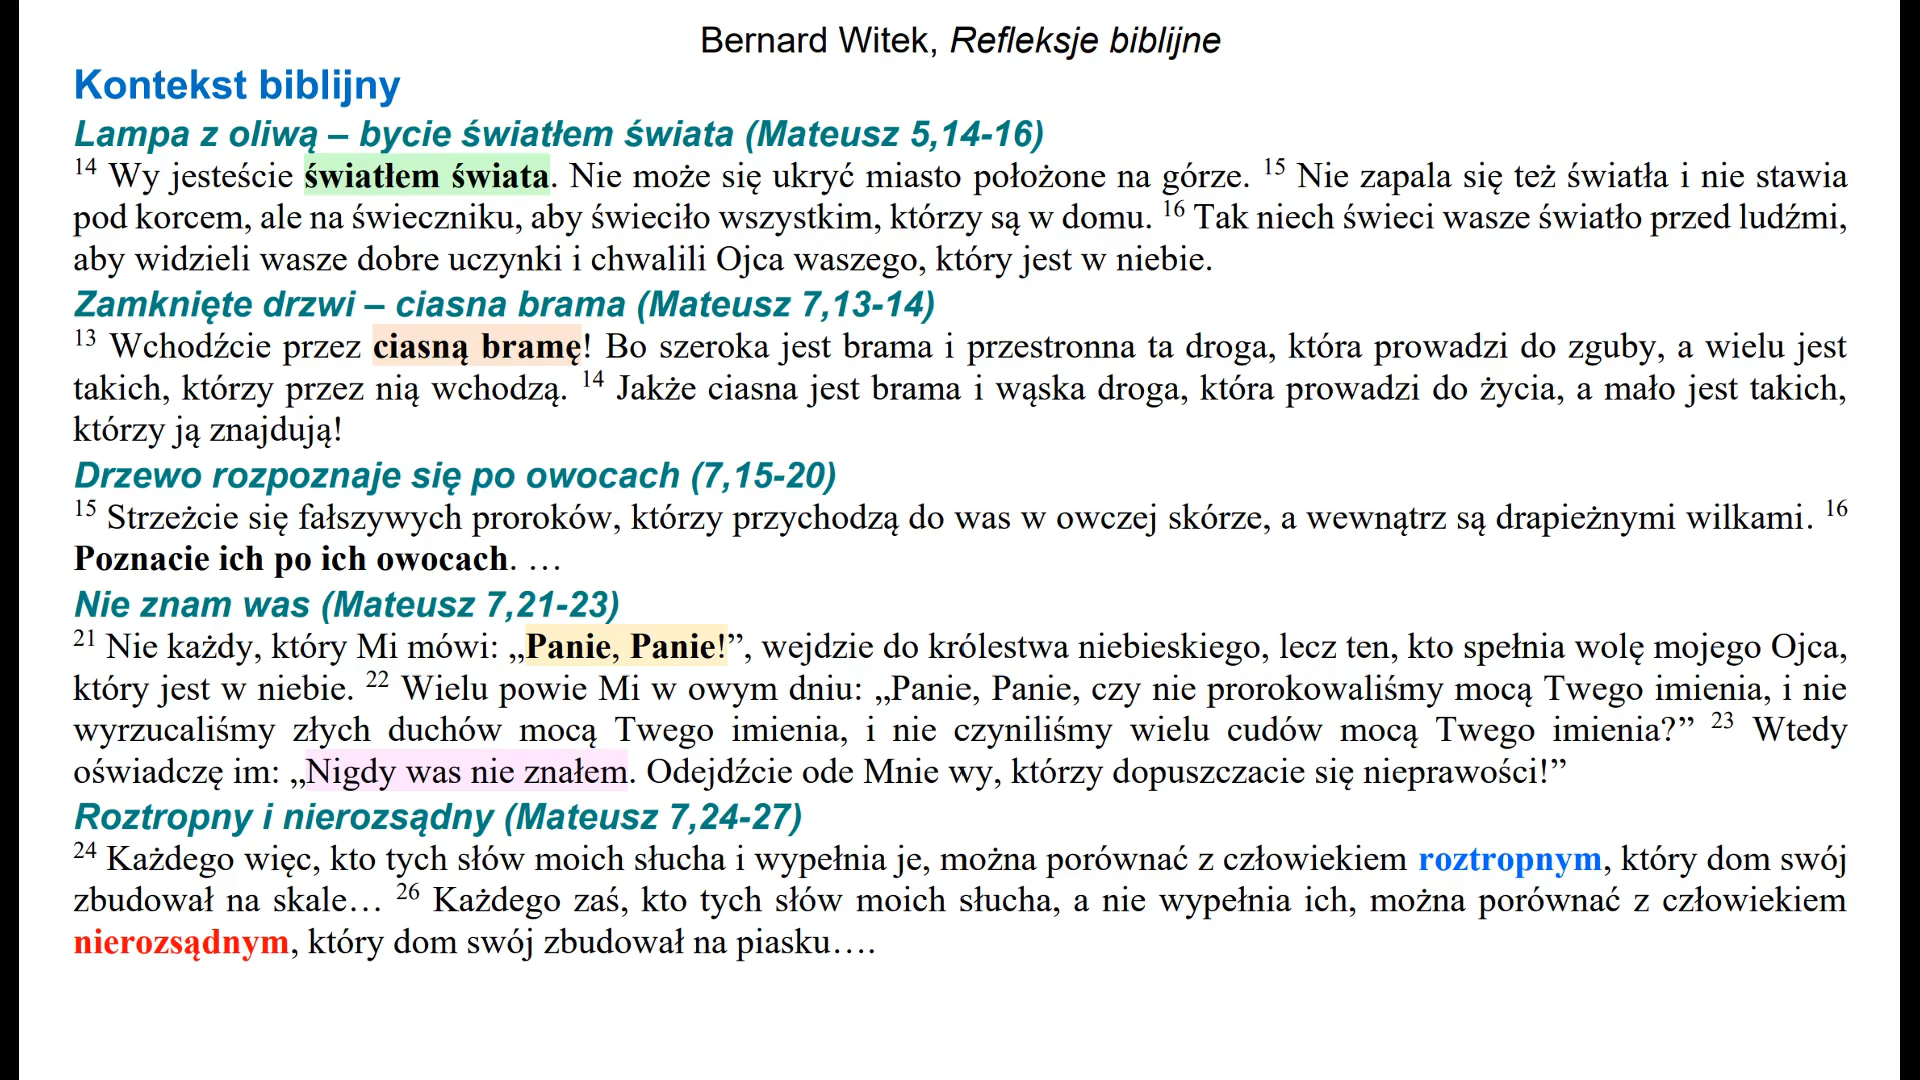 Bernard Witek, Refleksje biblijne
Kontekst biblijny
Lampa z oliwą – bycie światłem świata (Mateusz 5,14-16)
14 Wy jesteście światłem świata. Nie może się ukryć miasto położone na górze. 15 Nie zapala się też światła i nie stawia
pod korcem, ale na świeczniku, aby świeciło wszystkim, którzy są w domu. 16 Tak niech świeci wasze światło przed ludźmi,
aby widzieli wasze dobre uczynki i chwalili Ojca waszego, który jest w niebie.
Zamknięte drzwi – ciasna brama (Mateusz 7,13-14)
13 Wchodźcie przez ciasną bramę! Bo szeroka jest brama i przestronna ta droga, która prowadzi do zguby, a wielu jest
takich, którzy przez nią wchodzą. 14 Jakże ciasna jest brama i wąska droga, która prowadzi do życia, a mało jest takich,
którzy ją znajdują!
Drzewo rozpoznaje się po owocach (7,15-20)
15 Strzeżcie się fałszywych proroków, którzy przychodzą do was w owczej skórze, a wewnątrz są drapieżnymi wilkami. 16
Poznacie ich po ich owocach. …
Nie znam was (Mateusz 7,21-23)
21 Nie każdy, który Mi mówi: „Panie, Panie!”, wejdzie do królestwa niebieskiego, lecz ten, kto spełnia wolę mojego Ojca,
który jest w niebie. 22 Wielu powie Mi w owym dniu: „Panie, Panie, czy nie prorokowaliśmy mocą Twego imienia, i nie
wyrzucaliśmy złych duchów mocą Twego imienia, i nie czyniliśmy wielu cudów mocą Twego imienia?” 23 Wtedy
oświadczę im: „Nigdy was nie znałem. Odejdźcie ode Mnie wy, którzy dopuszczacie się nieprawości!”
Roztropny i nierozsądny (Mateusz 7,24-27)
24 Każdego więc, kto tych słów moich słucha i wypełnia je, można porównać z człowiekiem roztropnym, który dom swój
zbudował na skale… 26 Każdego zaś, kto tych słów moich słucha, a nie wypełnia ich, można porównać z człowiekiem
nierozsądnym, który dom swój zbudował na piasku….